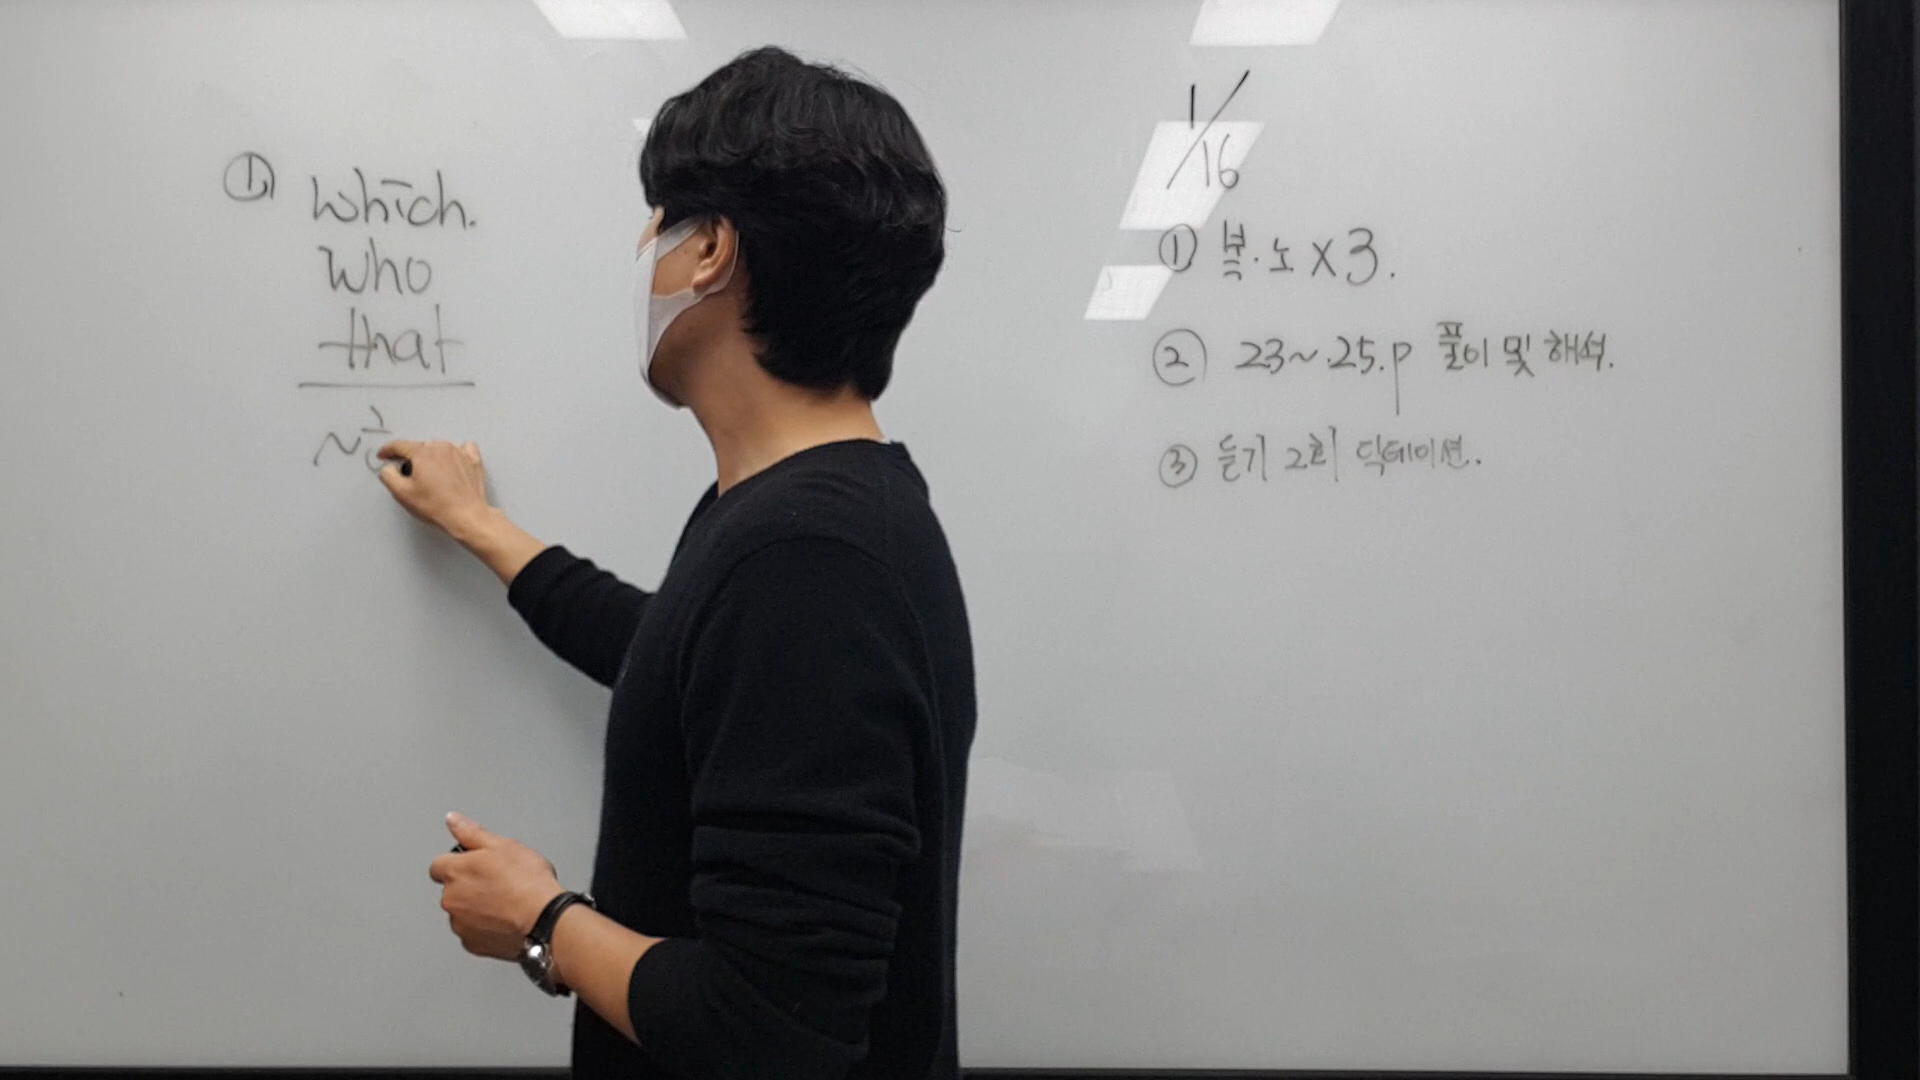 ① which.
who
that
1/16
① 복·노 x 3.
② 23~25.p 풀이 및 해석.
③ 듣기 2회 딕테이션.